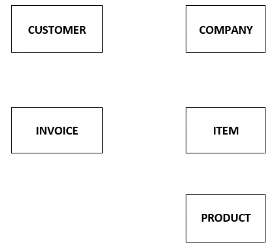 CUSTOMER
COMPANY
INVOICE
ITEM
PRODUCT